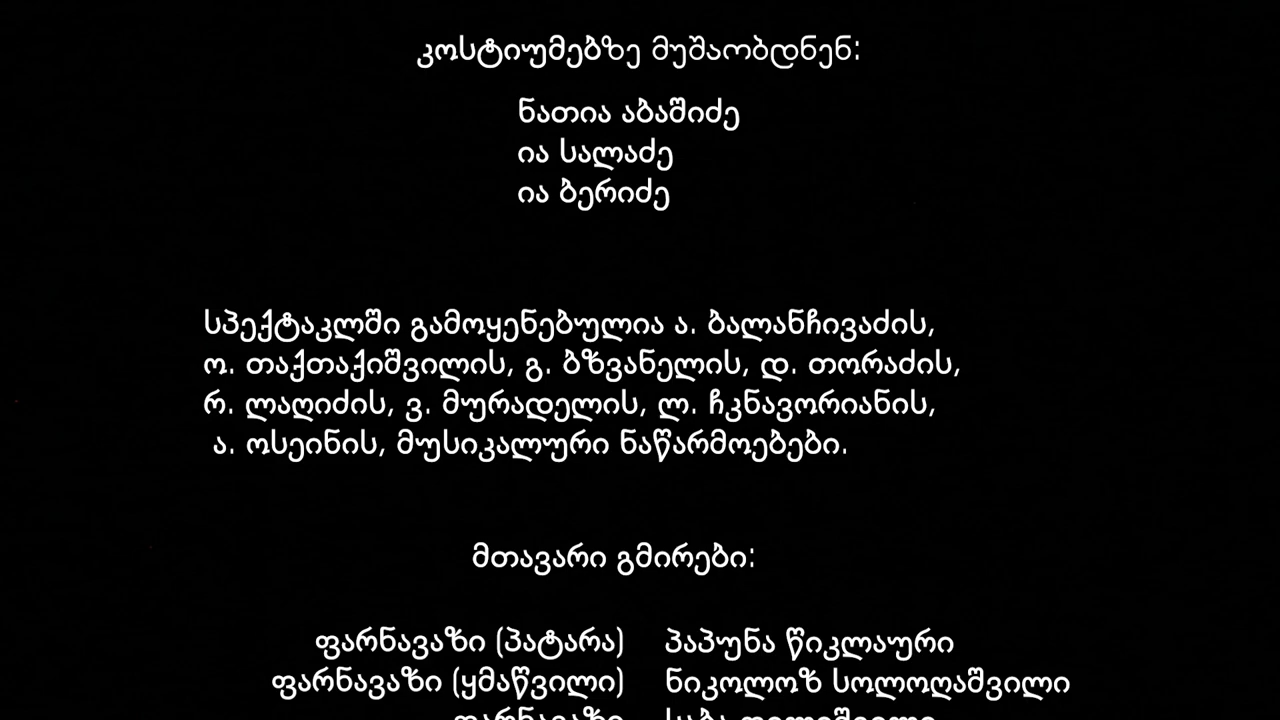 კოსტიუმებზე მუშაობდნენ:
ნათია აბაშიძე
ია სალაძე
ია ბერიძე
სპექტაკლში გამოყენებულია ა. ბალანჩივაძის,
ო. თაქთაქიშვილის, გ. ბზვანელის, დ. თორაძის,
რ. ლაღიძის, ვ. მურადელის, ლ. ჩკნავორიანის,
ა. ოსეინის, მუსიკალური ნაწარმოებები.
მთავარი გმირები:
ფარნავაზი (პატარა) პაპუნა წიკლაური
ფარნავაზი (ყმაწვილი) ნიკოლოზ სოლოღაშვილი